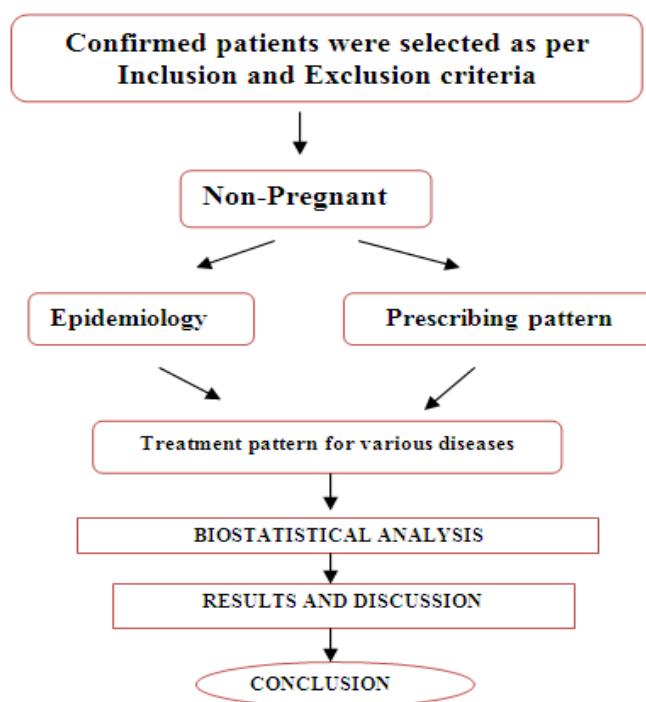 Confirmed patients were selected as per
Inclusion and Exclusion criteria
Non-Pregnant
Epidemiology
Prescribing pattern
Treatment pattern for various diseases
BIOSTATISTICAL ANALYSIS
RESULTS AND DISCUSSION
CONCLUSION